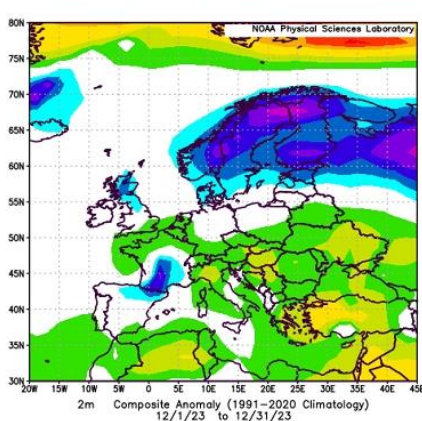 NOAA Physical Sciences Laboratory
80N
75N
70N
65N
60N
55N
50N
45N
40N
35N
30N
20W 15W 10W 5W 0 5E 10E 15E 20E 25E 30E 35E 40E 45E
2m Composite Anomaly (1991-2020 Climatology)
12/1/23 to 12/31/23